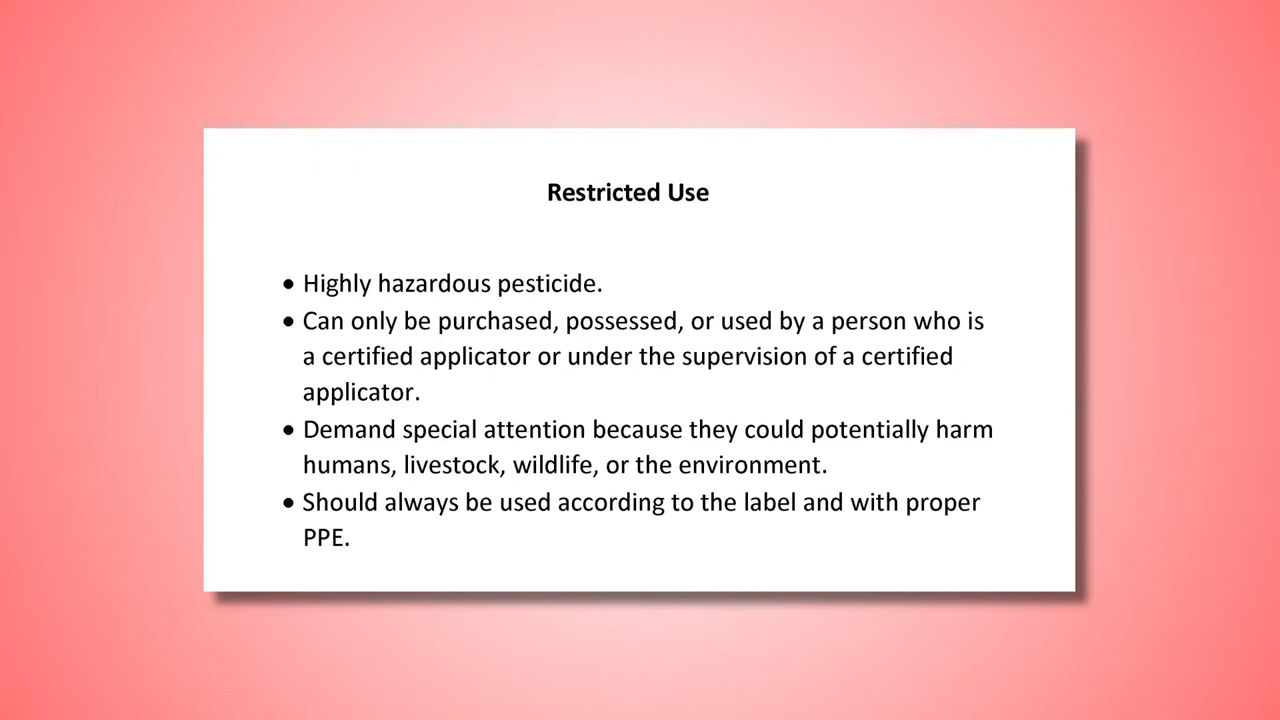 Restricted Use
• Highly hazardous pesticide.
• Can only be purchased, possessed, or used by a person who is
a certified applicator or under the supervision of a certified
applicator.
• Demand special attention because they could potentially harm
humans, livestock, wildlife, or the environment.
• Should always be used according to the label and with proper
PPE.